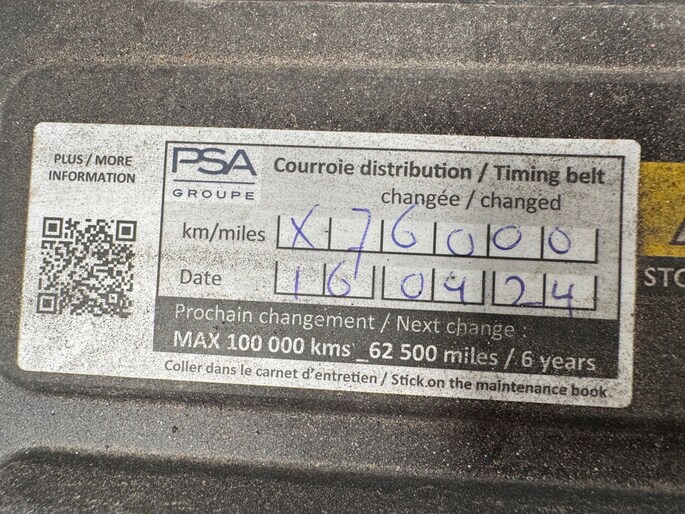 PLUS / MORE
INFORMATION
PSA
GROUPE
Courroie distribution / Timing belt
changée / changed
km/miles X 7 6 0 0 0
Date 1 6 0 4 2 4
Prochain changement / Next change :
MAX 100 000 kms _62 500 miles / 6 years
Coller dans le carnet d'entretien / Stick on the maintenance book
STO